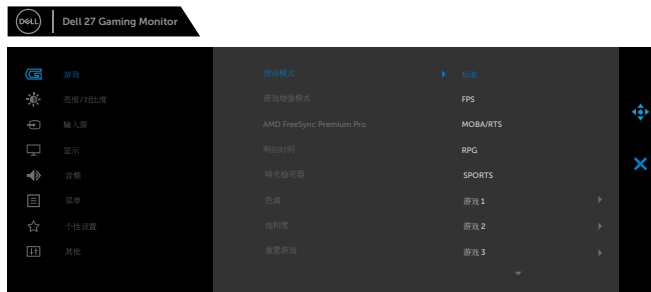 DELL
Dell 27 Gaming Monitor
游戏
预设模式
标准
亮度/对比度
游戏增强模式
FPS
输入源
AMD FreeSync Premium Pro
MOBA/RTS
显示
响应时间
RPG
音频
暗光稳定器
SPORTS
菜单
色调
游戏 1
个性设置
饱和度
游戏 2
其他
重置游戏
游戏 3